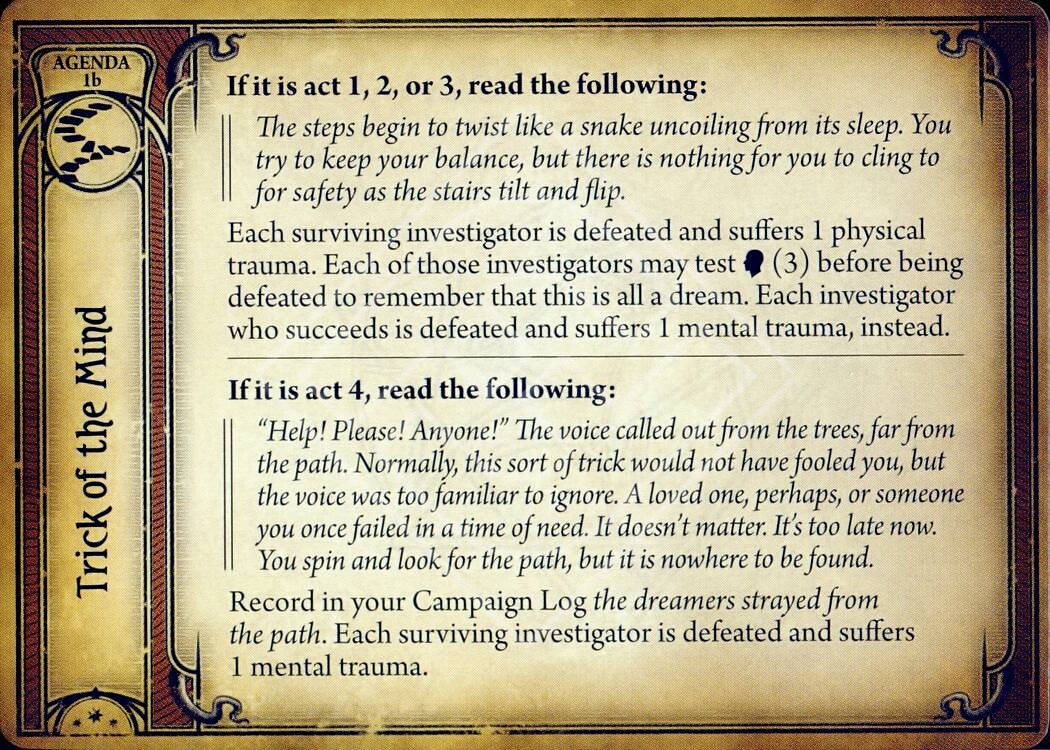 AGENDA
1b
Trick of the Mind
If it is act 1, 2, or 3, read the following:
The steps begin to twist like a snake uncoiling from its sleep. You
try to keep your balance, but there is nothing for you to cling to
for safety as the stairs tilt and flip.
Each surviving investigator is defeated and suffers 1 physical
trauma. Each of those investigators may test (3) before being
defeated to remember that this is all a dream. Each investigator
who succeeds is defeated and suffers 1 mental trauma, instead.
If it is act 4, read the following:
“Help! Please! Anyone!” The voice called out from the trees, far from
the path. Normally, this sort of trick would not have fooled you, but
the voice was too familiar to ignore. A loved one, perhaps, or someone
you once failed in a time of need. It doesn’t matter. It’s too late now.
You spin and look for the path, but it is nowhere to be found.
Record in your Campaign Log the dreamers strayed from
the path. Each surviving investigator is defeated and suffers
1 mental trauma.